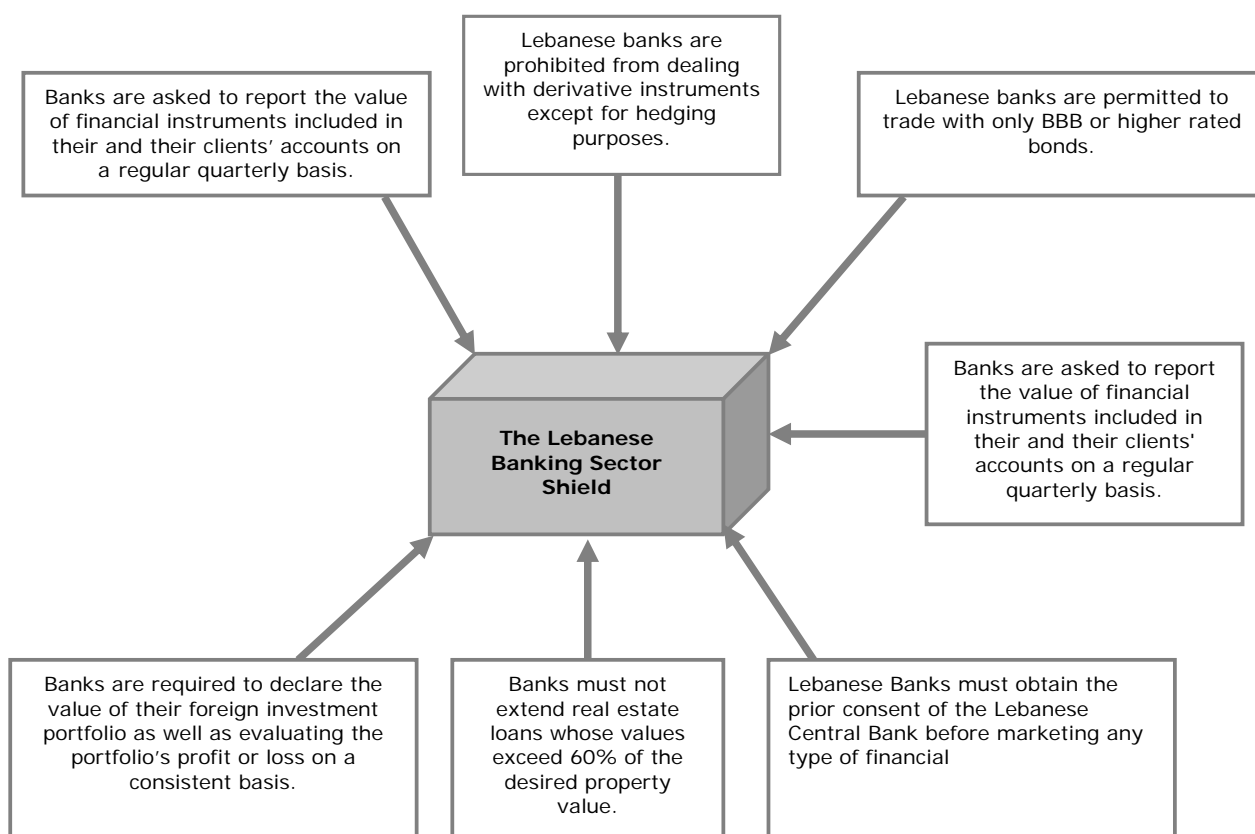 Banks are asked to report the value
of financial instruments included in
their and their clients’ accounts on
a regular quarterly basis.
Lebanese banks are
prohibited from dealing
with derivative instruments
except for hedging
purposes.
Lebanese banks are permitted to
trade with only BBB or higher rated
bonds.
Banks are asked to report
the value of financial
instruments included in
their and their clients'
accounts on a regular
quarterly basis.
The Lebanese
Banking Sector
Shield
Banks are required to declare the
value of their foreign investment
portfolio as well as evaluating the
portfolio’s profit or loss on a
consistent basis.
Banks must not
extend real estate
loans whose values
exceed 60% of the
desired property
value.
Lebanese Banks must obtain the
prior consent of the Lebanese
Central Bank before marketing any
type of financial